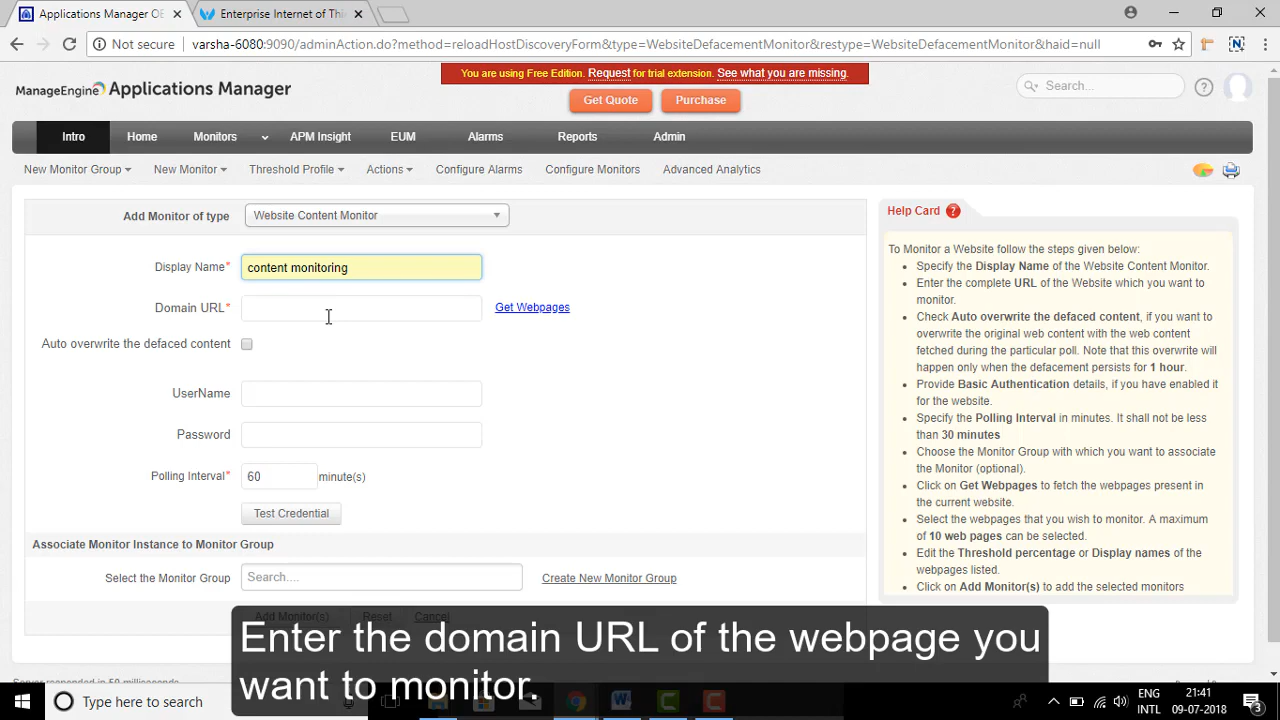 Applications Manager OE
Enterprise Internet of Thi
Not secure varsha-6080:9090/adminAction.do?method=reloadHostDiscoveryForm&type=WebsiteDefacementMonitor&restype=WebsiteDefacementMonitor&haid=null
You are using Free Edition. Request for trial extension. See what you are missing.
ManageEngine Applications Manager
Get Quote Purchase
Search...
Intro Home Monitors APM Insight EUM Alarms Reports Admin
New Monitor Group New Monitor Threshold Profile Actions Configure Alarms Configure Monitors Advanced Analytics
Add Monitor of type Website Content Monitor
Display Name* content monitoring
Domain URL* Get Webpages
Auto overwrite the defaced content
UserName
Password
Polling Interval* 60 minute(s)
Test Credential
Associate Monitor Instance to Monitor Group
Select the Monitor Group Search.... Create New Monitor Group
Add Monitor(s) Reset Cancel
Help Card ?
To Monitor a Website follow the steps given below:
Specify the Display Name of the Website Content Monitor.
Enter the complete URL of the Website which you want to
monitor.
Check Auto overwrite the defaced content, if you want to
overwrite the original web content with the web content
fetched during the particular poll. Note that this overwrite will
happen only when the defacement persists for 1 hour.
Provide Basic Authentication details, if you have enabled it
for the website.
Specify the Polling Interval in minutes. It shall not be less
than 30 minutes
Choose the Monitor Group with which you want to associate
the Monitor (optional).
Click on Get Webpages to fetch the webpages present in
the current website.
Select the webpages that you wish to monitor. A maximum
of 10 web pages can be selected.
Edit the Threshold percentage or Display names of the
webpages listed.
Click on Add Monitor(s) to add the selected monitors
Enter the domain URL of the webpage you
want to monitor.
Type here to search
ENG
INTL
21:41
09-07-2018
3